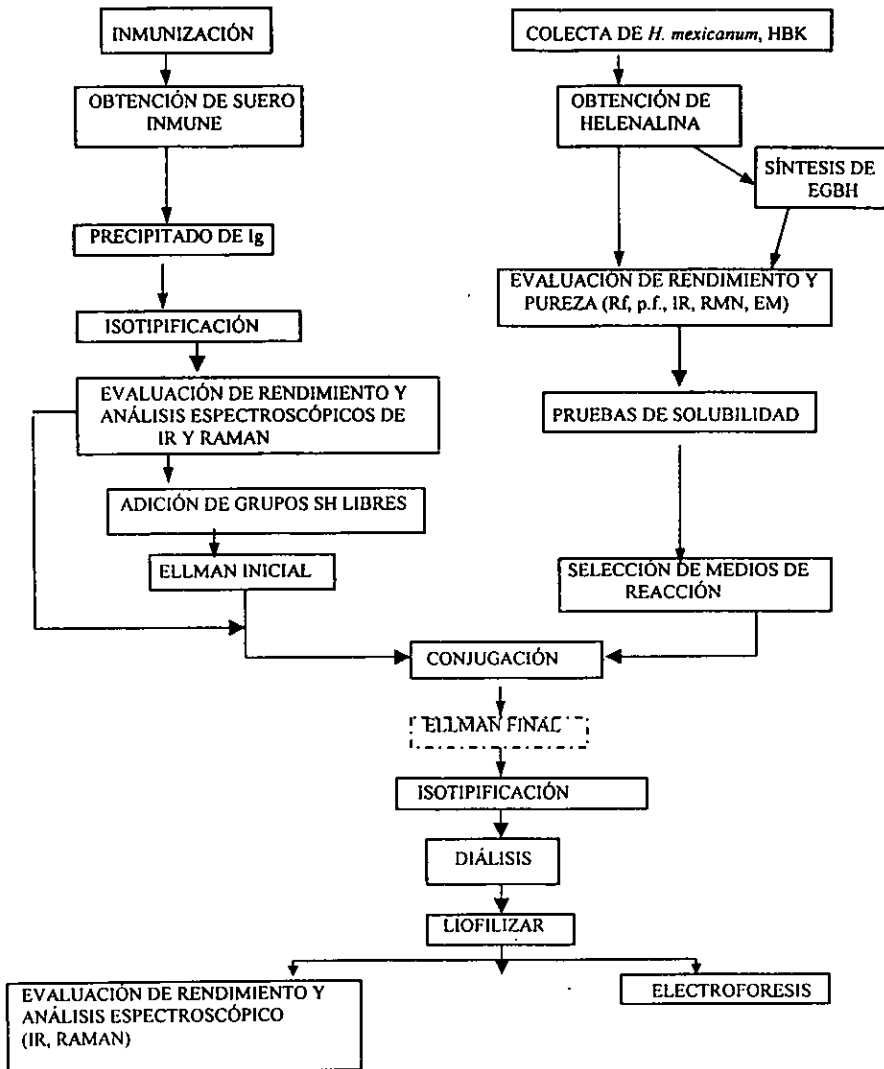 INMUNIZACIÓN
OBTENCIÓN DE SUERO
INMUNE
PRECIPITADO DE Ig
ISOTIPIFICACIÓN
EVALUACIÓN DE RENDIMIENTO Y
ANÁLISIS ESPECTROSCÓPICOS DE
IR Y RAMAN
ADICIÓN DE GRUPOS SH LIBRES
ELLMAN INICIAL
COLECTA DE H. mexicanum, HBK
OBTENCIÓN DE
HELENALINA
SÍNTESIS DE
EGBH
EVALUACIÓN DE RENDIMIENTO Y
PUREZA (Rf, p.f., IR, RMN, EM)
PRUEBAS DE SOLUBILIDAD
SELECCIÓN DE MEDIOS DE
REACCIÓN
CONJUGACIÓN
ELLMAN FINAL
ISOTIPIFICACIÓN
DIÁLISIS
LIOFILIZAR
EVALUACIÓN DE RENDIMIENTO Y
ANÁLISIS ESPECTROSCÓPICO
(IR, RAMAN)
ELECTROFORESIS